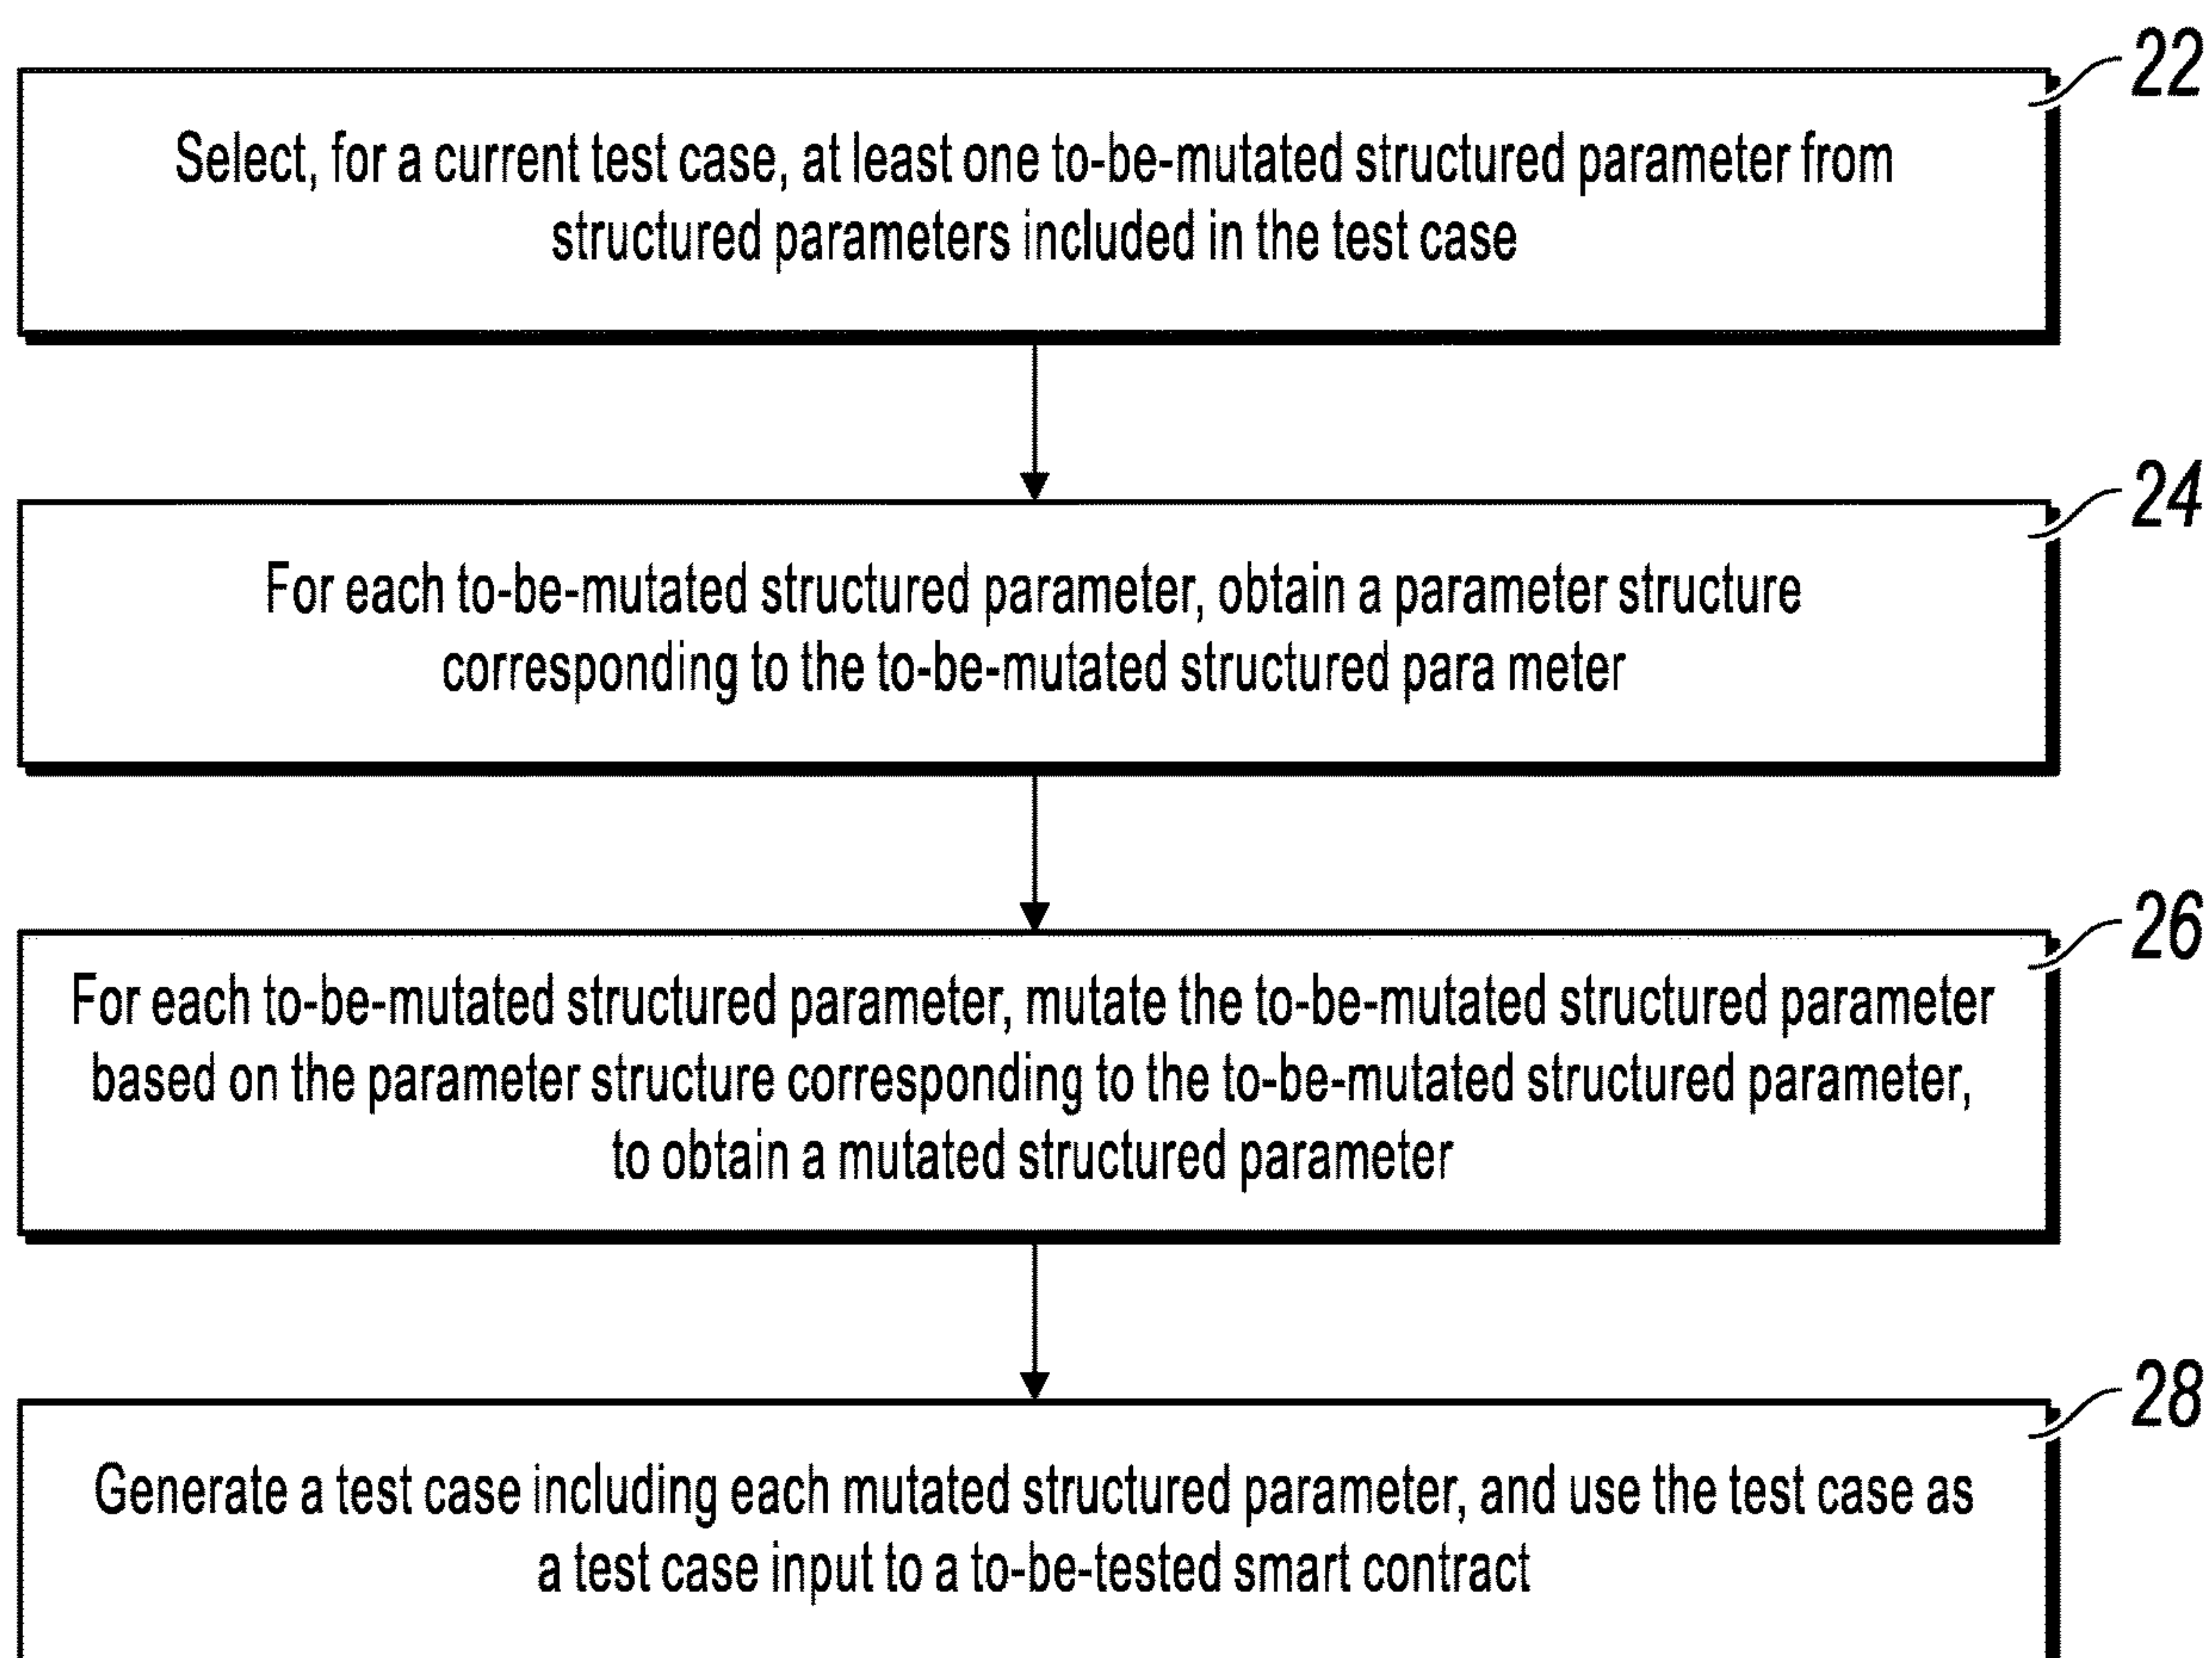 22
Select, for a current test case, at least one to-be-mutated structured parameter from
structured parameters included in the test case
24
For each to-be-mutated structured parameter, obtain a parameter structure
corresponding to the to-be-mutated structured para meter
26
For each to-be-mutated structured parameter, mutate the to-be-mutated structured parameter
based on the parameter structure corresponding to the to-be-mutated structured parameter,
to obtain a mutated structured parameter
28
Generate a test case including each mutated structured parameter, and use the test case as
a test case input to a to-be-tested smart contract